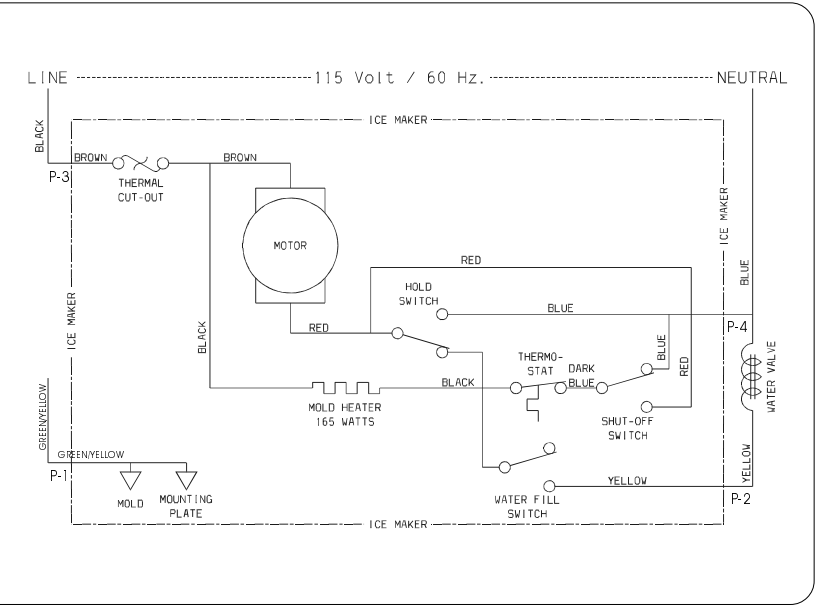 LINE 115 Volt / 60 Hz. NEUTRAL
ICE MAKER
BLACK
BROWN
BROWN
P-3
THERMAL
CUT-OUT
MOTOR
ICE MAKER
RED
BLUE
HOLD
SWITCH
BLUE
P-4
RED
BLACK
ICE MAKER
BLUE
RED
WATER VALVE
THERMO-
STAT
DARK
BLUE
BLACK
MOLD HEATER
165 WATTS
SHUT-OFF
SWITCH
GREEN/YELLOW
GREEN/YELLOW
P-1
MOLD
MOUNTING
PLATE
YELLOW
YELLOW
P-2
WATER FILL
SWITCH
ICE MAKER